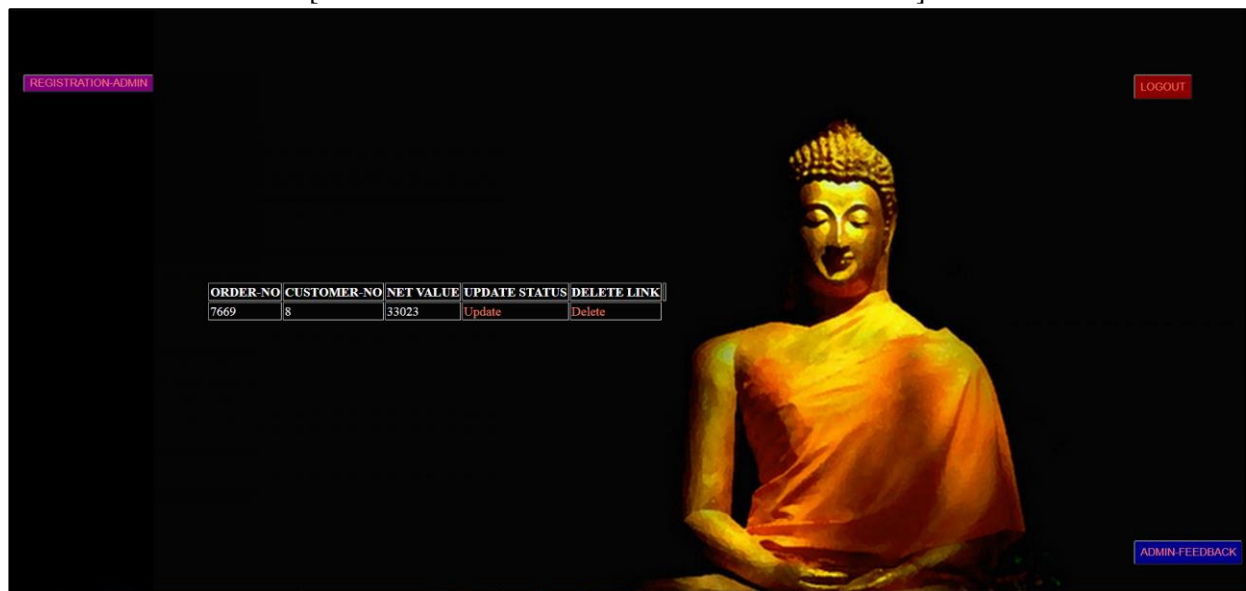 [ ]
REGISTRATION-ADMIN
LOGOUT
ORDER-NO CUSTOMER-NO NET VALUE UPDATE STATUS DELETE LINK
7669 8 33023 Update Delete
ADMIN-FEEDBACK